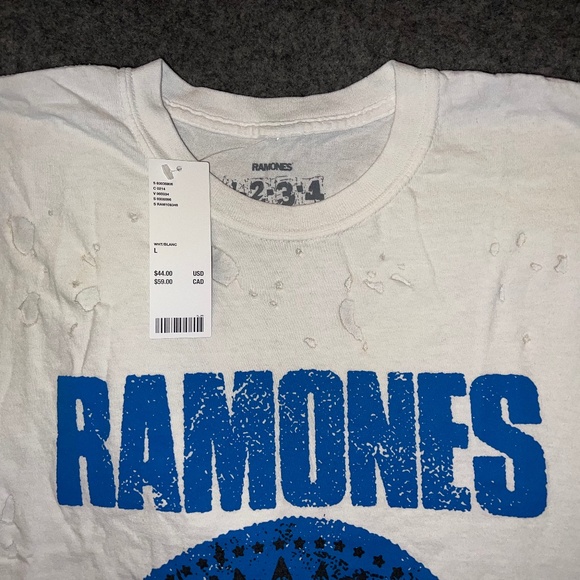 RAMONES
1·2·3·4
WHT/BLANC
L
$44.00 USD
$59.00 CAD
RAMONES